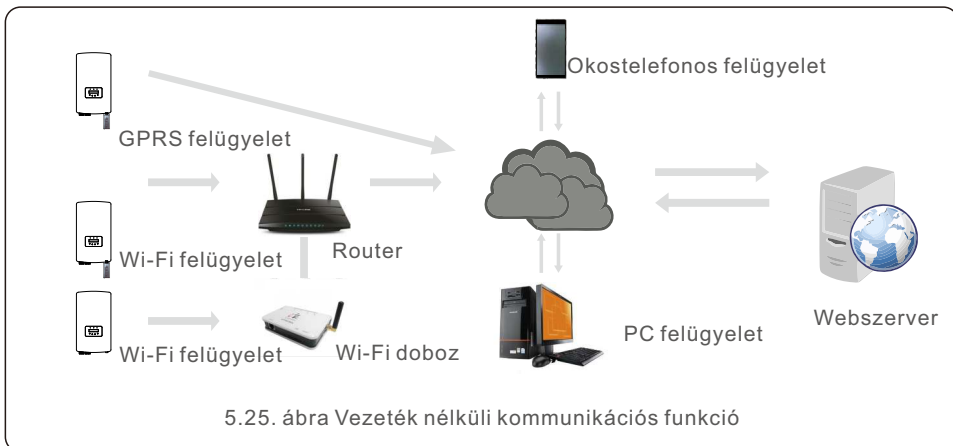 Okostelefonos felügyelet
GPRS felügyelet
Wi-Fi felügyelet
Router
Wi-Fi felügyelet
Wi-Fi doboz
PC felügyelet
Webszerver
5.25. ábra Vezeték nélküli kommunikációs funkció